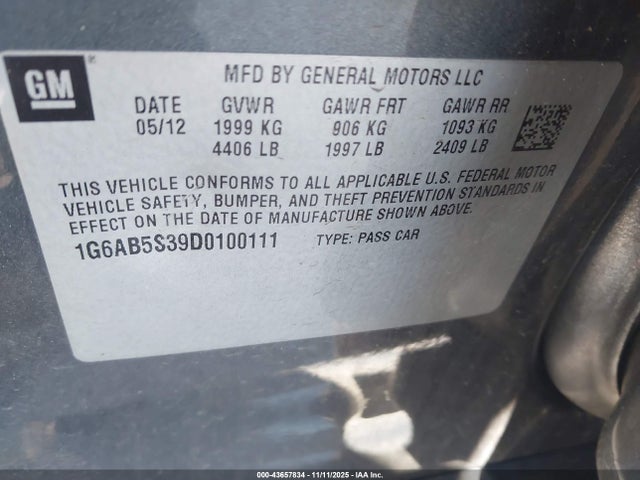 GM
MFD BY GENERAL MOTORS LLC
DATE GVWR GAWR FRT GAWR RR
05/12 1999 KG 906 KG 1093 KG
4406 LB 1997 LB 2409 LB
THIS VEHICLE CONFORMS TO ALL APPLICABLE U.S. FEDERAL MOTOR
VEHICLE SAFETY, BUMPER, AND THEFT PREVENTION STANDARDS IN
EFFECT ON THE DATE OF MANUFACTURE SHOWN ABOVE.
1G6AB5S39D0100111 TYPE: PASS CAR
000-43657834 - 11/11/2025 - IAA Inc.